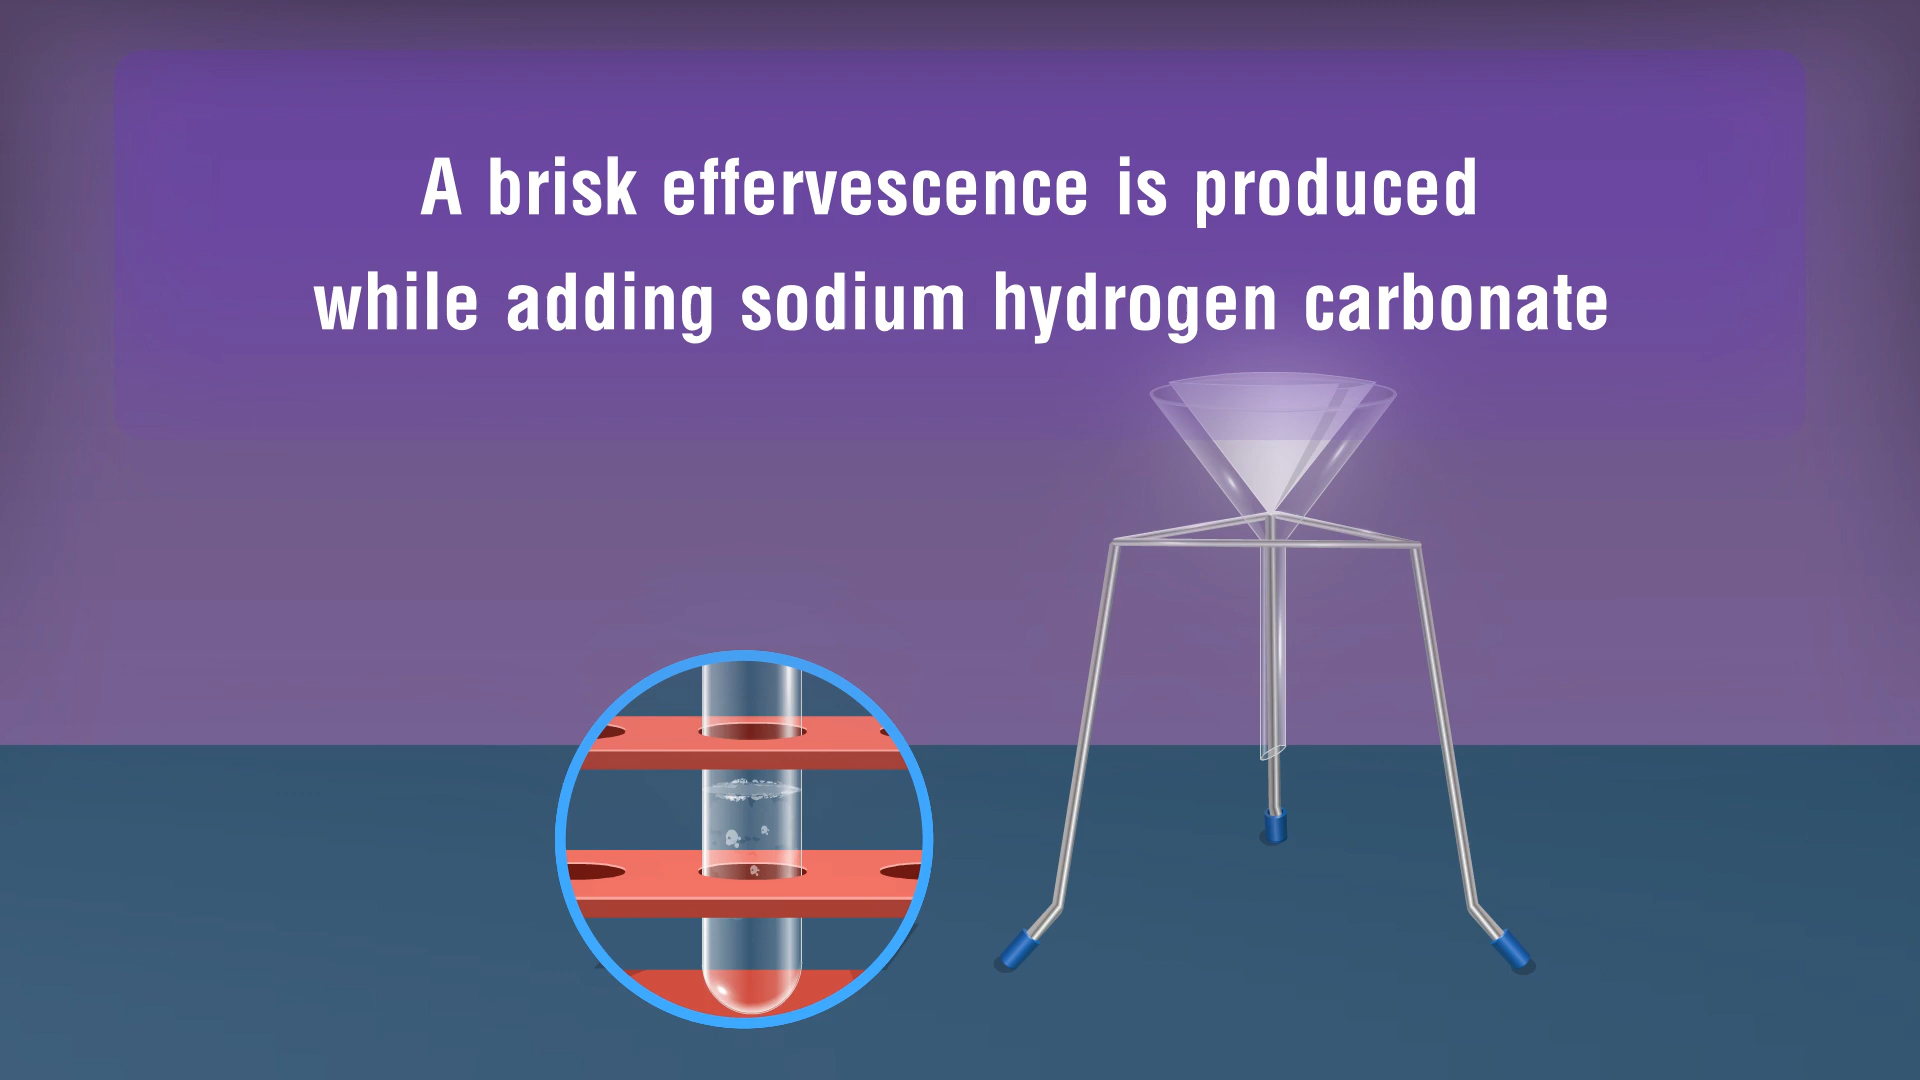 A brisk effervescence is produced
while adding sodium hydrogen carbonate